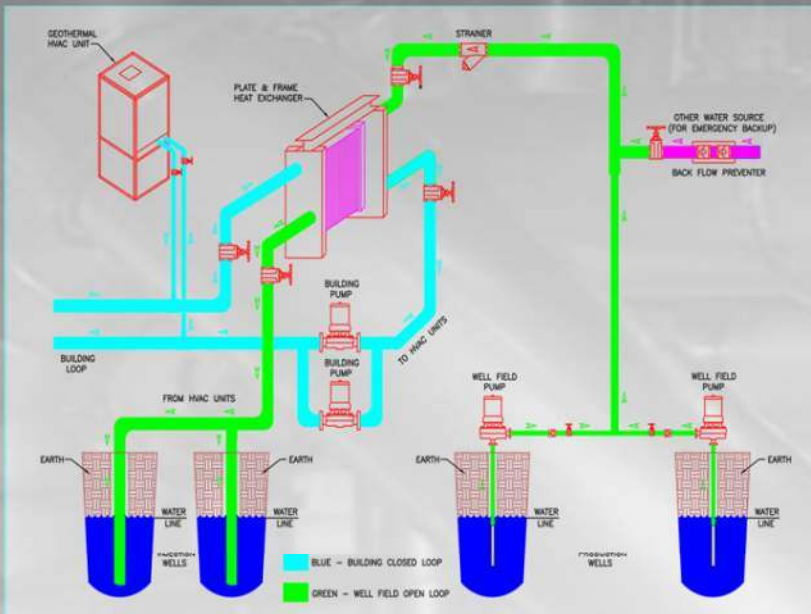 GEOTHERMAL
HVAC UNIT
STRAINER
PLATE & FRAME
HEAT EXCHANGER
OTHER WATER SOURCE
(FOR EMERGENCY BACKUP)
BACK FLOW PREVENTER
BUILDING
PUMP
TO HVAC UNITS
BUILDING
LOOP
BUILDING
PUMP
FROM HVAC UNITS
WELL FIELD
PUMP
WELL FIELD
PUMP
EARTH
EARTH
EARTH
EARTH
WATER
LINE
WATER
LINE
WATER
LINE
WATER
LINE
INJECTION
WELLS
PRODUCTION
WELLS
BLUE – BUILDING CLOSED LOOP
GREEN – WELL FIELD OPEN LOOP